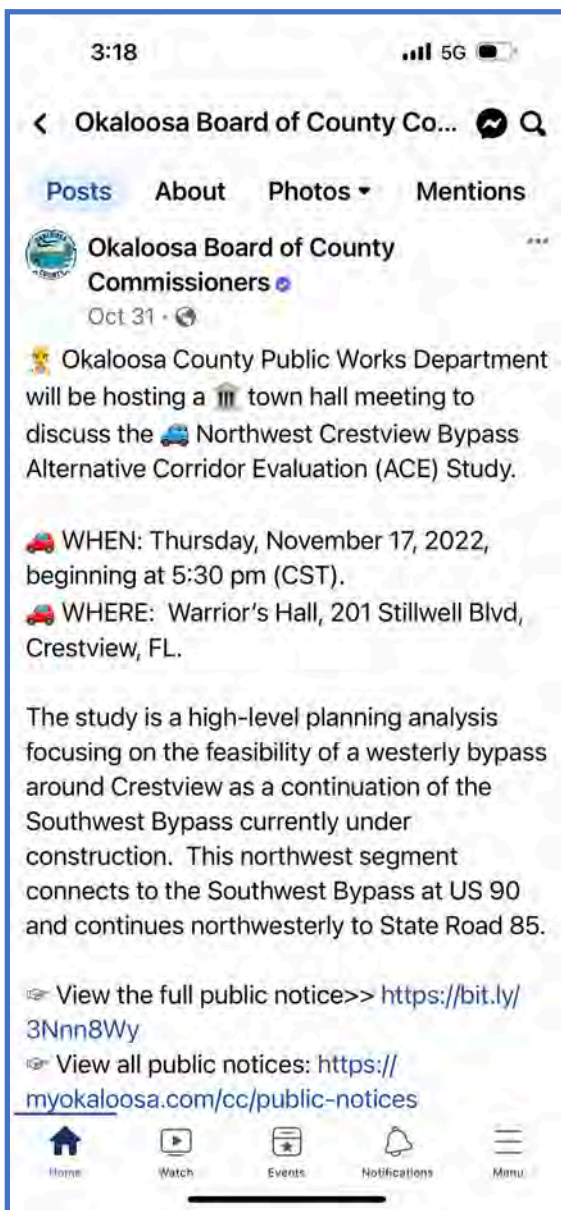 3:18 5G
Okaloosa Board of County Co...
Posts About Photos Mentions
Okaloosa Board of County
Commissioners
Oct 31 ·
Okaloosa County Public Works Department
will be hosting a 🏛 town hall meeting to
discuss the 🚙 Northwest Crestview Bypass
Alternative Corridor Evaluation (ACE) Study.
🚗 WHEN: Thursday, November 17, 2022,
beginning at 5:30 pm (CST).
🚗 WHERE: Warrior's Hall, 201 Stillwell Blvd,
Crestview, FL.
The study is a high-level planning analysis
focusing on the feasibility of a westerly bypass
around Crestview as a continuation of the
Southwest Bypass currently under
construction. This northwest segment
connects to the Southwest Bypass at US 90
and continues northwesterly to State Road 85.
☞ View the full public notice>> https://bit.ly/
3Nnn8Wy
☞ View all public notices: https://
myokaloosa.com/cc/public-notices
Home Watch Events Notifications Menu